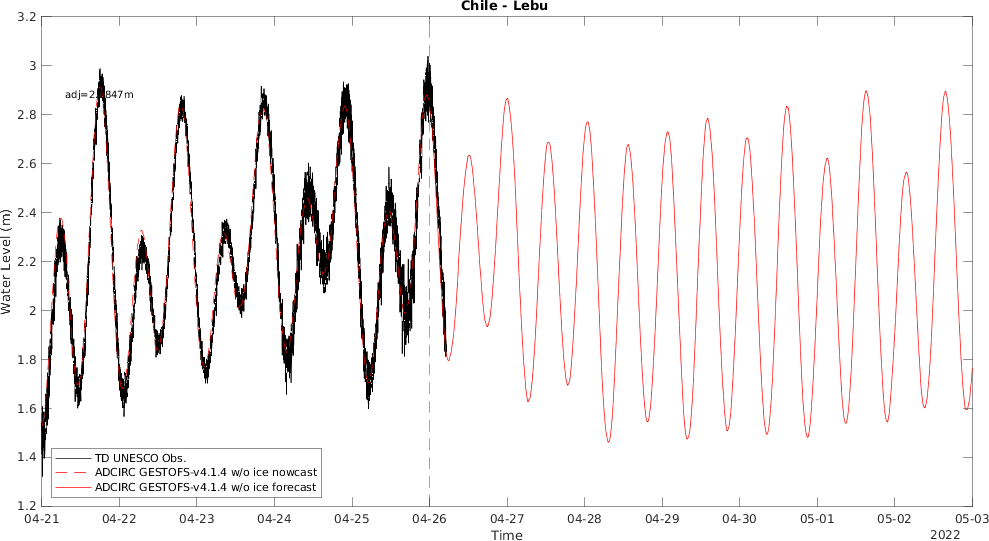 Chile - Lebu
3.2
3
2.8
2.6
2.4
2.2
2
1.8
1.6
1.4
1.2
Water Level (m)
TD UNESCO Obs.
ADCIRC GESTOFS-v4.1.4 w/o ice nowcast
ADCIRC GESTOFS-v4.1.4 w/o ice forecast
04-21 04-22 04-23 04-24 04-25 04-26 04-27 04-28 04-29 04-30 05-01 05-02 05-03
Time
2022